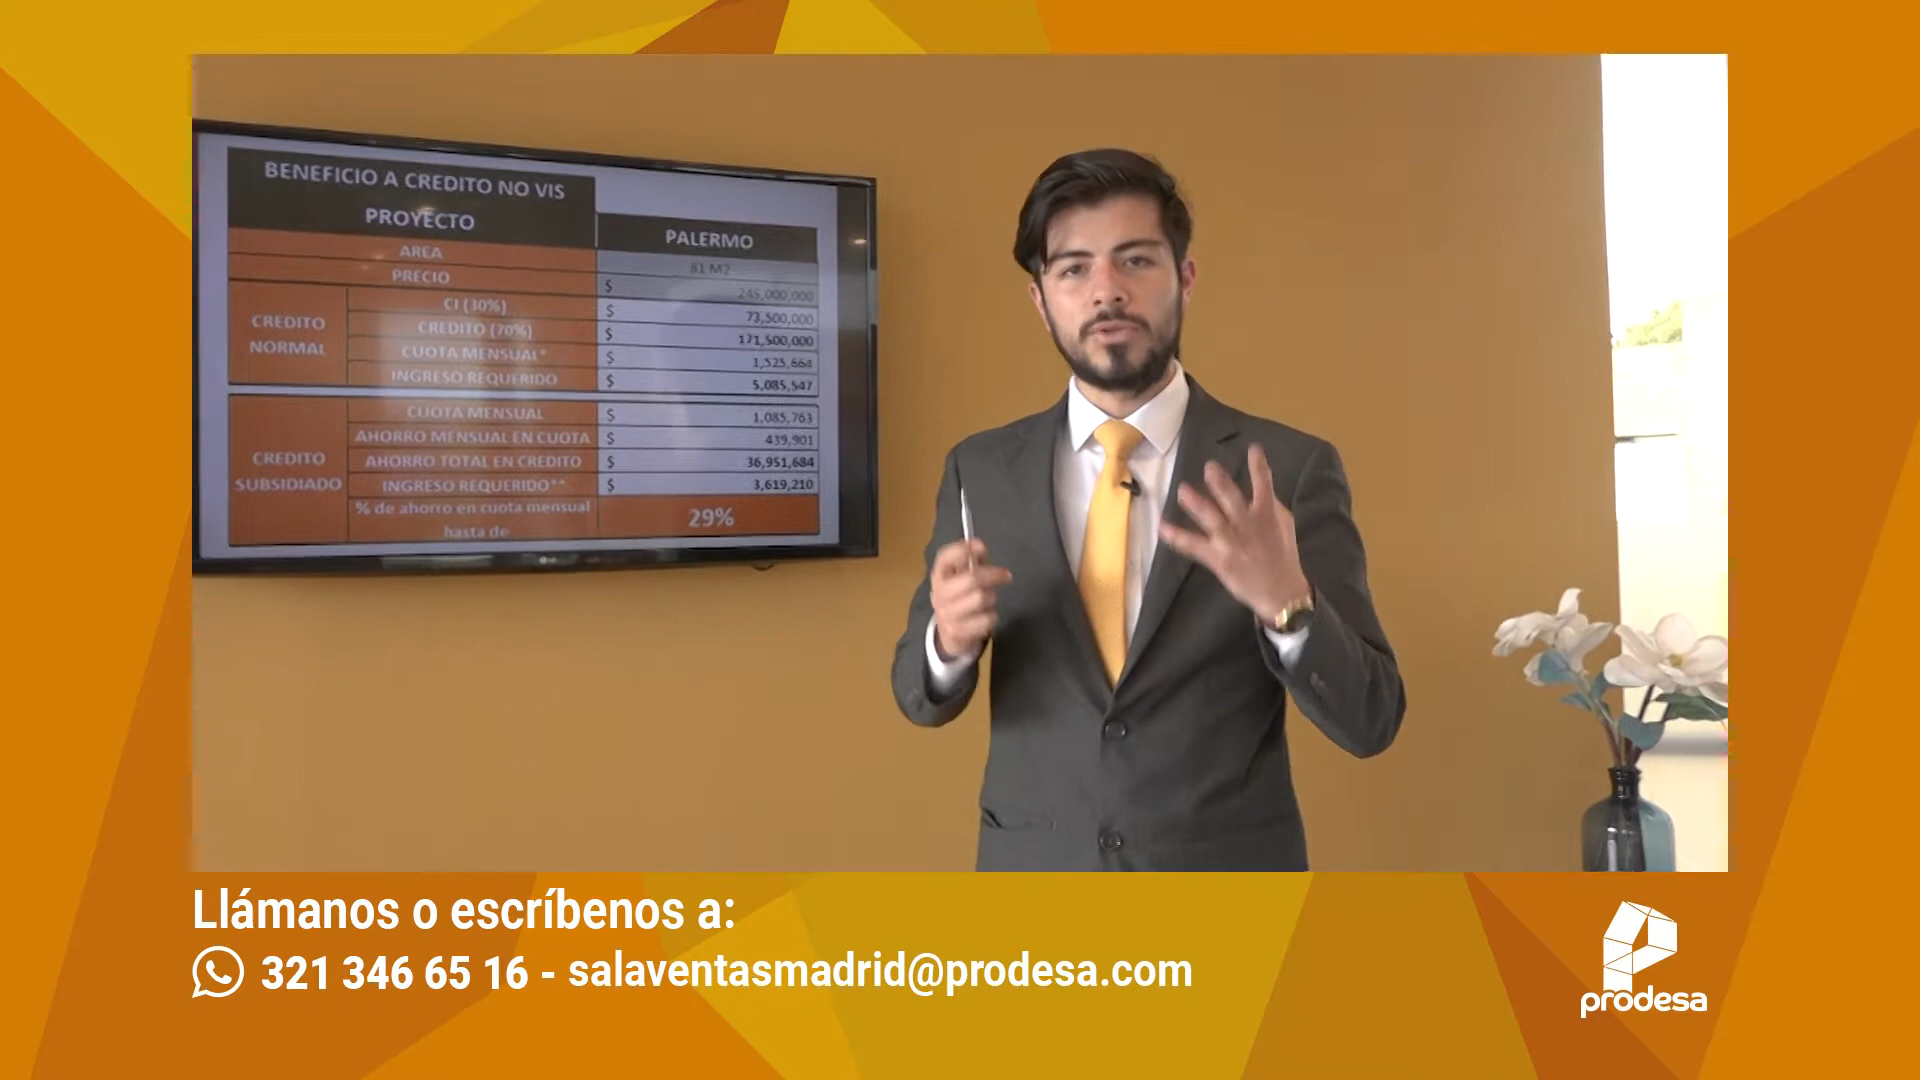 BENEFICIO A CREDITO NO VIS
PROYECTO
PALERMO
AREA
81 M2
PRECIO
$ 245,000,000
CREDITO NORMAL
CI (30%)
$ 73,500,000
CREDITO (70%)
$ 171,500,000
CUOTA MENSUAL*
$ 1,525,664
INGRESO REQUERIDO
$ 5,085,547
CREDITO SUBSIDIADO
CUOTA MENSUAL
$ 1,085,763
AHORRO MENSUAL EN CUOTA
$ 439,901
AHORRO TOTAL EN CREDITO
$ 36,951,684
INGRESO REQUERIDO**
$ 3,619,210
% de ahorro en cuota mensual
hasta de
29%
LG
Llámanos o escríbenos a:
321 346 65 16 - salaventasmadrid@prodesa.com
prodesa